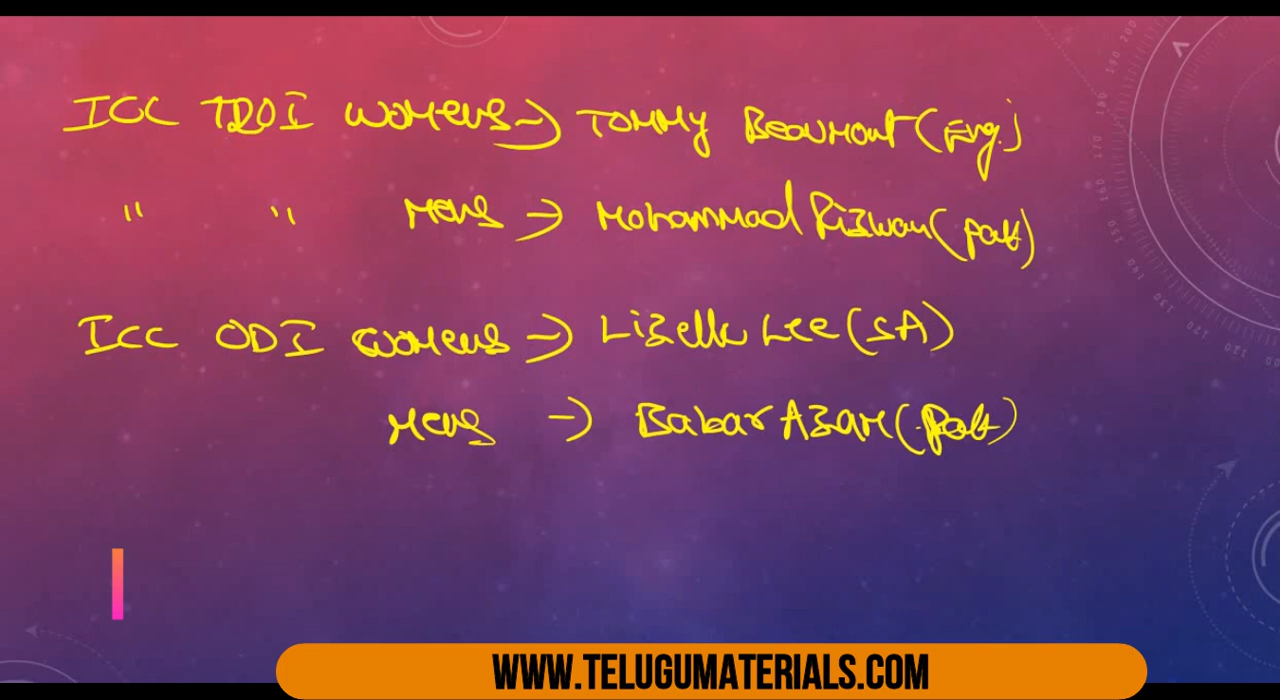 ICC T20I Womens → Tommy Beaumont (Eng.)
" " Mens → Mohammad Rizwan (Pak)
ICC ODI Womens → Lizelle Lee (SA)
Mens → Babar Azam (Pak)
WWW.TELUGUMATERIALS.COM